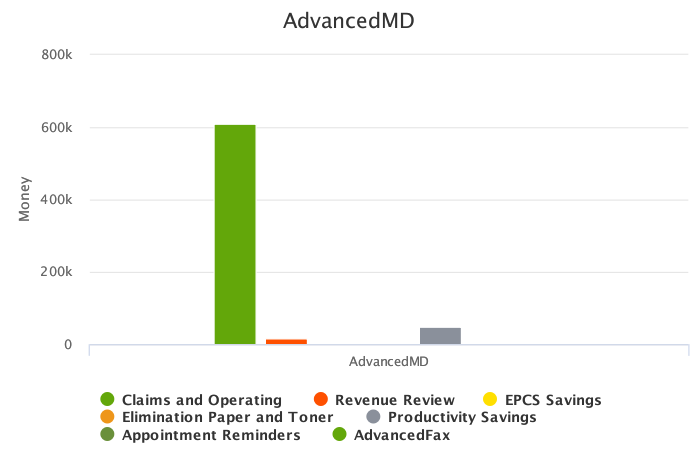 AdvancedMD
800k
600k
400k
200k
0
Money
AdvancedMD
Claims and Operating
Revenue Review
EPCS Savings
Elimination Paper and Toner
Productivity Savings
Appointment Reminders
AdvancedFax